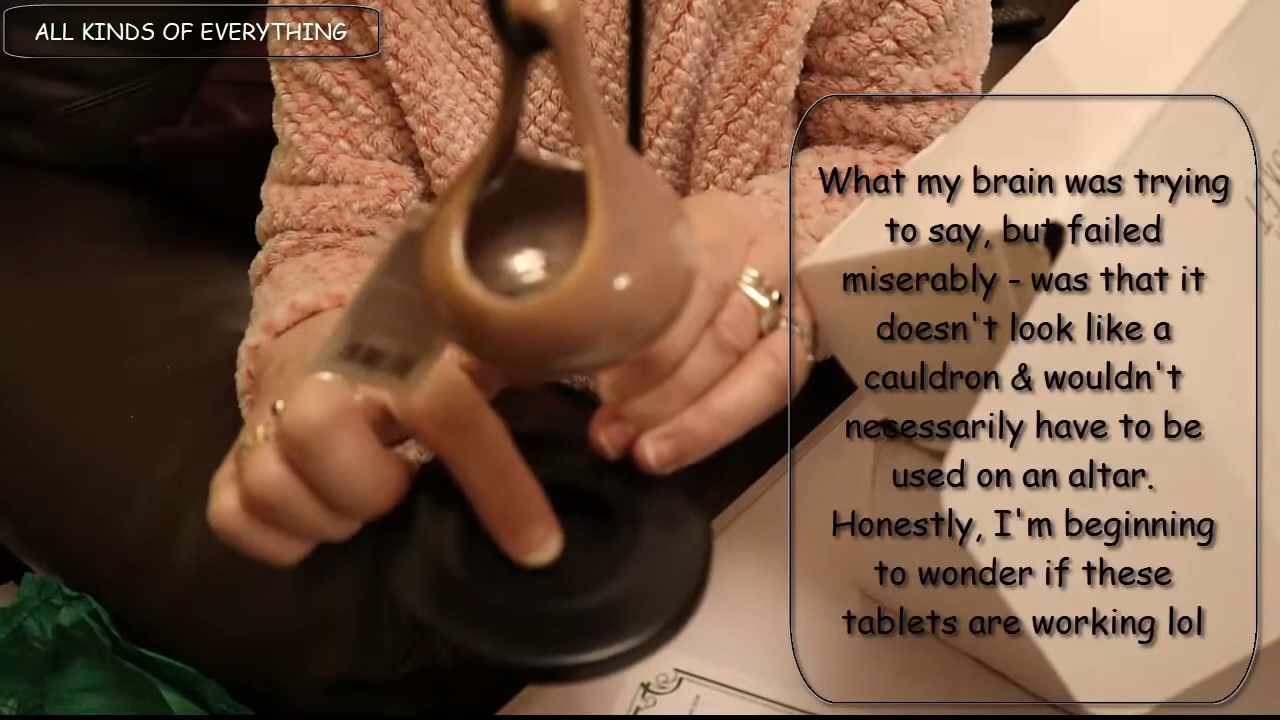 ALL KINDS OF EVERYTHING
What my brain was trying
to say, but failed
miserably - was that it
doesn't look like a
cauldron & wouldn't
necessarily have to be
used on an altar.
Honestly, I'm beginning
to wonder if these
tablets are working lol